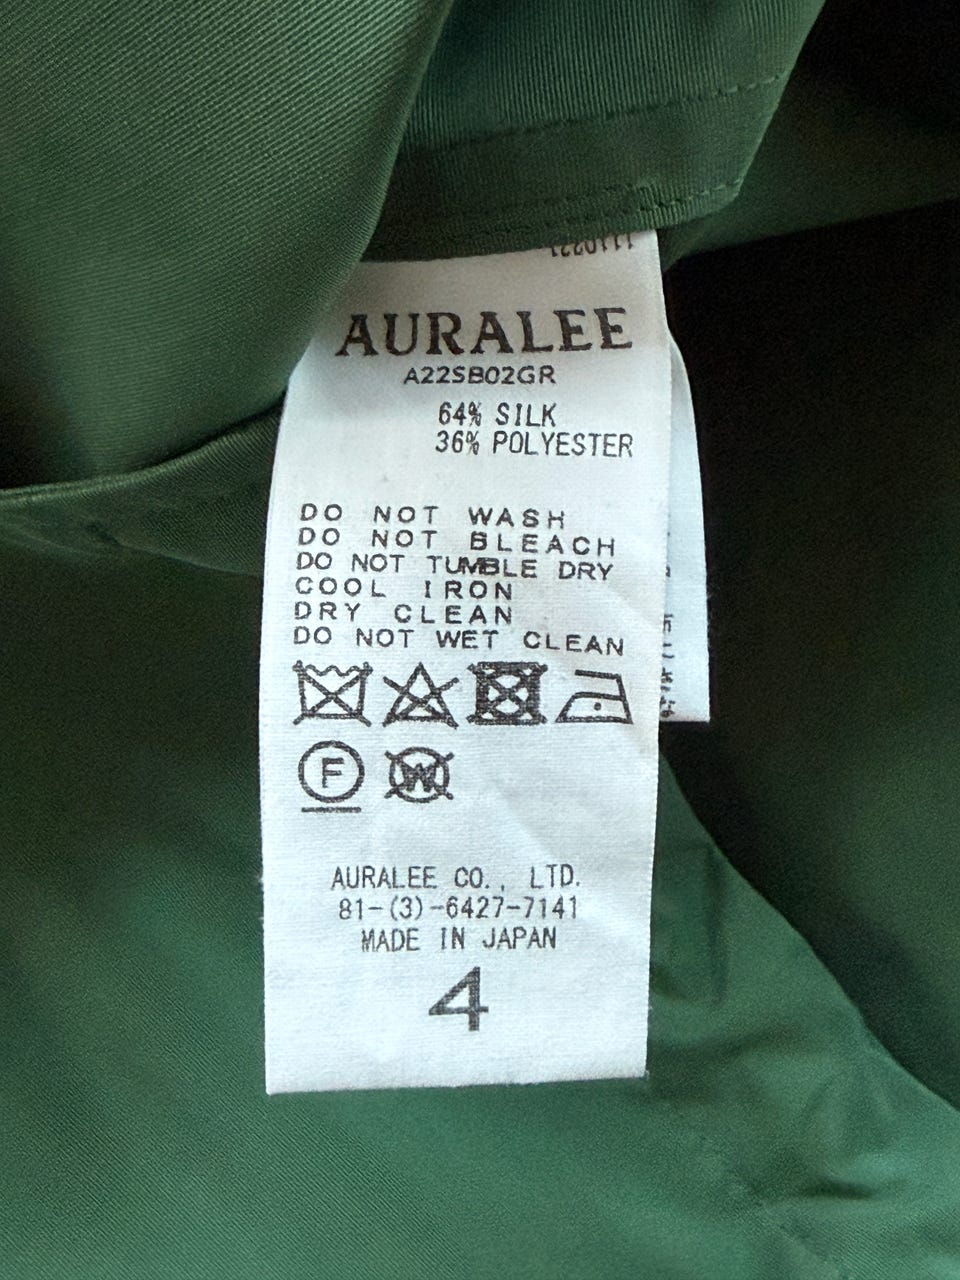 1110221
AURALEE
A22SB02GR
64% SILK
36% POLYESTER
DO NOT WASH
DO NOT BLEACH
DO NOT TUMBLE DRY
COOL IRON
DRY CLEAN
DO NOT WET CLEAN
F W
AURALEE CO., LTD.
81-(3)-6427-7141
MADE IN JAPAN
4